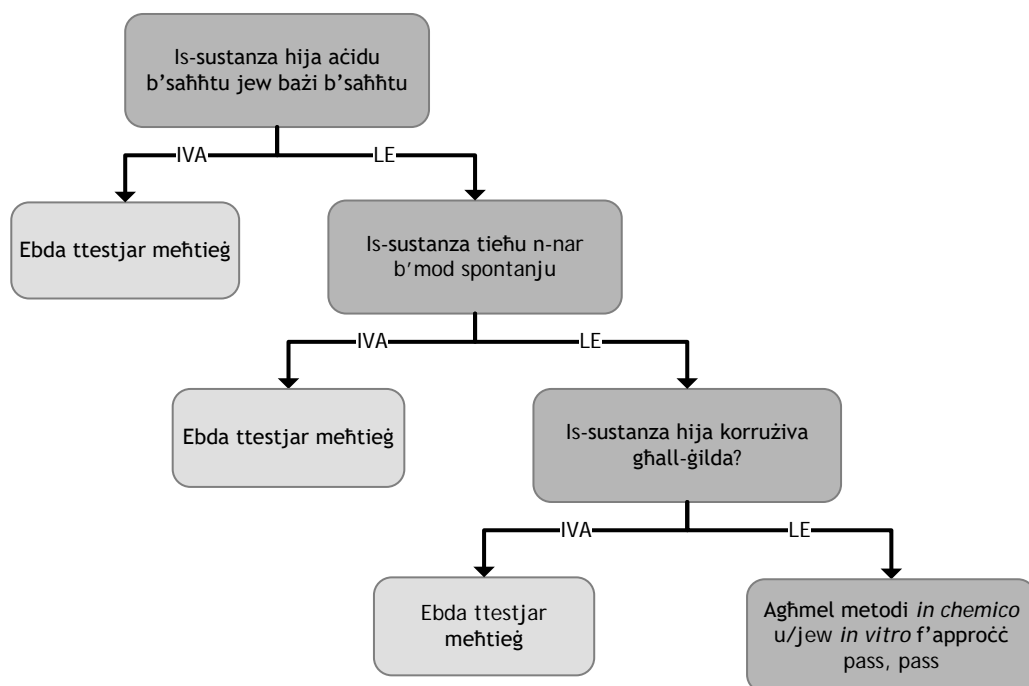 Is-sustanza hija aċidu
b’saħħtu jew bażi b’saħħtu
IVA
LE
Ebda ttestjar meħtieġ
Is-sustanza tieħu n-nar
b’mod spontanju
IVA
LE
Ebda ttestjar meħtieġ
Is-sustanza hija korrużiva
għall-ġilda?
IVA
LE
Ebda ttestjar
meħtieġ
Agħmel metodi in chemico
u/jew in vitro f’approċċ
pass, pass